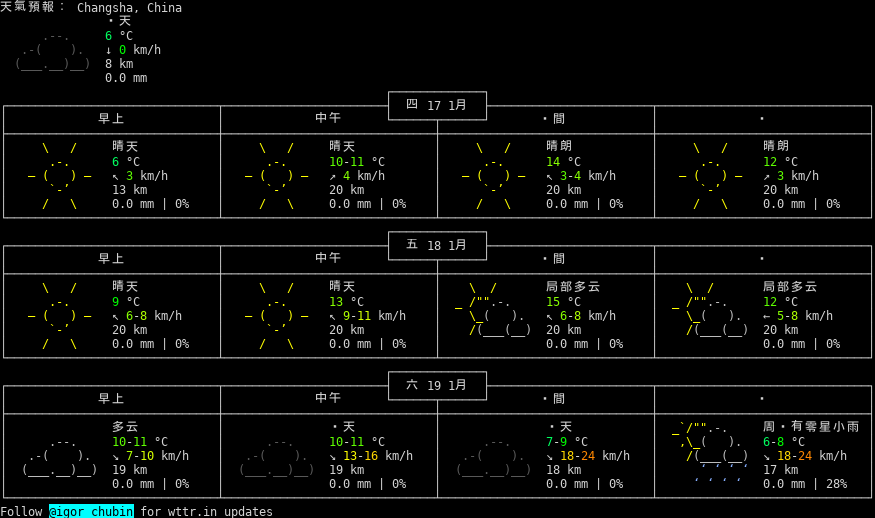 天氣預報： Changsha, China
・天
6 °C
↓ 0 km/h
8 km
0.0 mm
四 17 1月
早上 中午 ・間 ・
晴天 晴天 晴朗 晴朗
6 °C 10-11 °C 14 °C 12 °C
↖ 3 km/h ↗ 4 km/h ↖ 3-4 km/h ↗ 3 km/h
13 km 20 km 20 km 20 km
0.0 mm | 0% 0.0 mm | 0% 0.0 mm | 0% 0.0 mm | 0%
五 18 1月
早上 中午 ・間 ・
晴天 晴天 局部多云 局部多云
9 °C 13 °C 15 °C 12 °C
↖ 6-8 km/h ↖ 9-11 km/h ↖ 6-8 km/h ← 5-8 km/h
20 km 20 km 20 km 20 km
0.0 mm | 0% 0.0 mm | 0% 0.0 mm | 0% 0.0 mm | 0%
六 19 1月
早上 中午 ・間 ・
多云 ・天 ・天 周・有零星小雨
10-11 °C 10-11 °C 7-9 °C 6-8 °C
↘ 7-10 km/h ↘ 13-16 km/h ↘ 18-24 km/h ↘ 18-24 km/h
19 km 19 km 18 km 17 km
0.0 mm | 0% 0.0 mm | 0% 0.0 mm | 0% 0.0 mm | 28%
Follow @igor_chubin for wttr.in updates